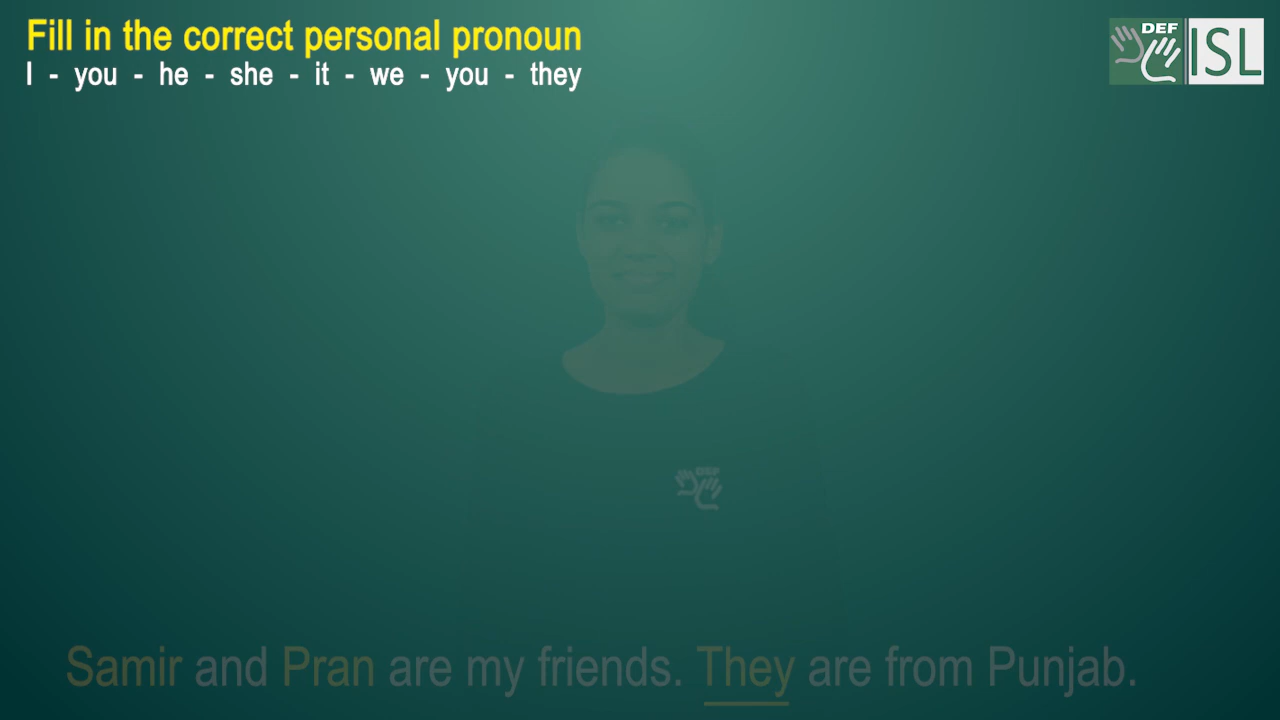 Fill in the correct personal pronoun
I - you - he - she - it - we - you - they
DEF
ISL
DEF
Samir and Pran are my friends. They are from Punjab.